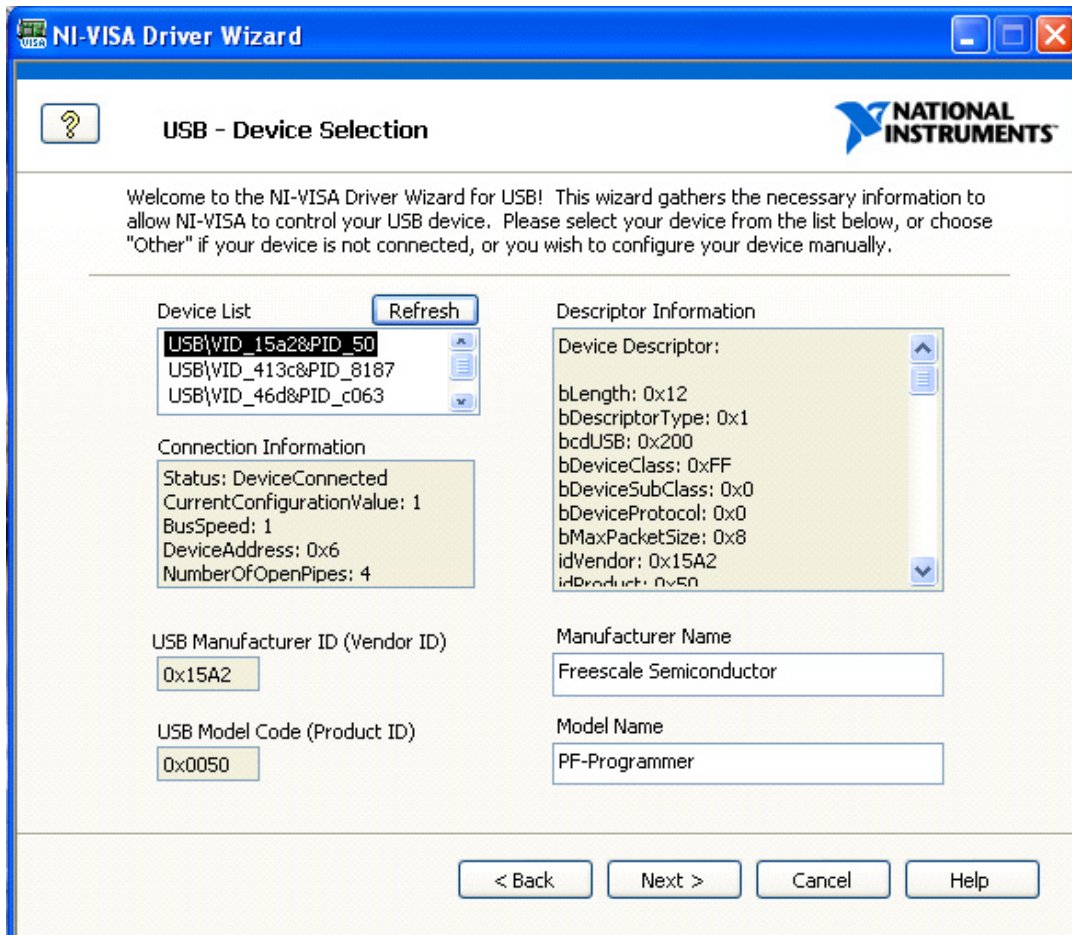 NI-VISA Driver Wizard
?
USB - Device Selection
NATIONAL
INSTRUMENTS™
Welcome to the NI-VISA Driver Wizard for USB!  This wizard gathers the necessary information to
allow NI-VISA to control your USB device.  Please select your device from the list below, or choose
"Other" if your device is not connected, or you wish to configure your device manually.
Device List
Refresh
USB\VID_15a2&PID_50
USB\VID_413c&PID_8187
USB\VID_46d&PID_c063
Connection Information
Status: DeviceConnected
CurrentConfigurationValue: 1
BusSpeed: 1
DeviceAddress: 0x6
NumberOfOpenPipes: 4
Descriptor Information
Device Descriptor:
bLength: 0x12
bDescriptorType: 0x1
bcdUSB: 0x200
bDeviceClass: 0xFF
bDeviceSubClass: 0x0
bDeviceProtocol: 0x0
bMaxPacketSize: 0x8
idVendor: 0x15A2
idProduct: 0x50
USB Manufacturer ID (Vendor ID)
0x15A2
Manufacturer Name
Freescale Semiconductor
USB Model Code (Product ID)
0x0050
Model Name
PF-Programmer
< Back
Next >
Cancel
Help